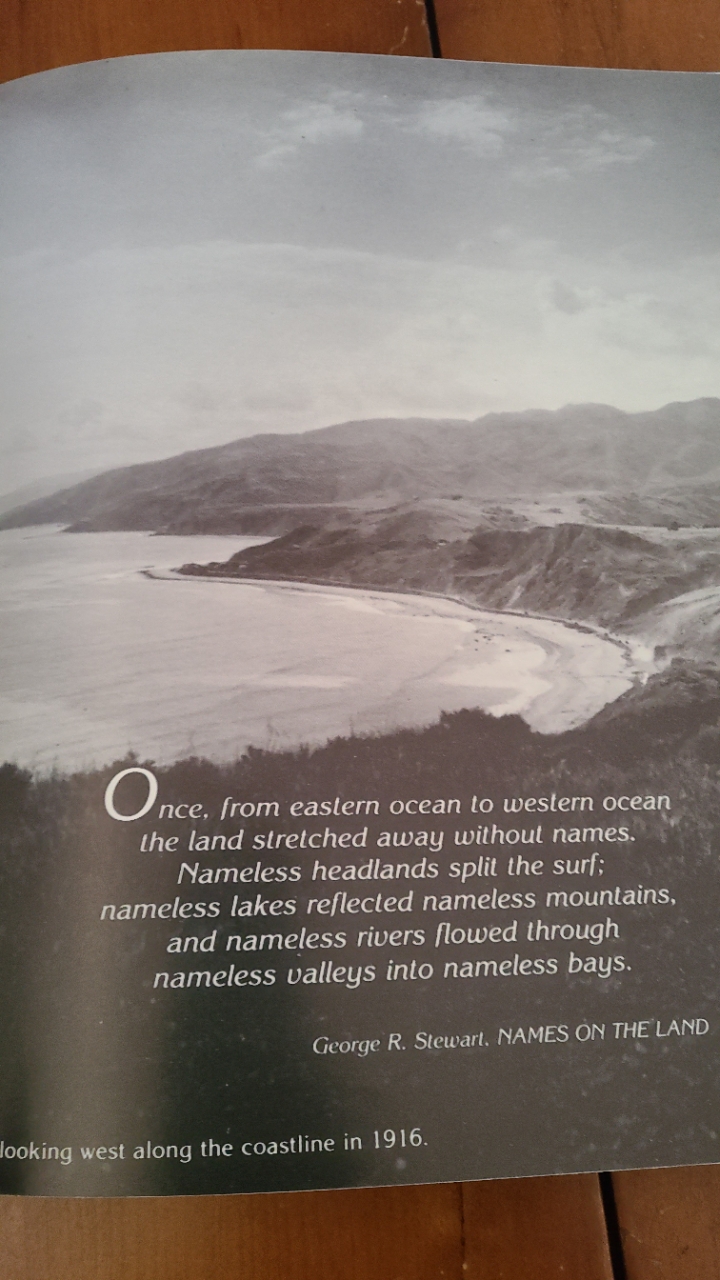 Once, from eastern ocean to western ocean
the land stretched away without names.
Nameless headlands split the surf;
nameless lakes reflected nameless mountains,
and nameless rivers flowed through
nameless valleys into nameless bays.
George R. Stewart. NAMES ON THE LAND
looking west along the coastline in 1916.